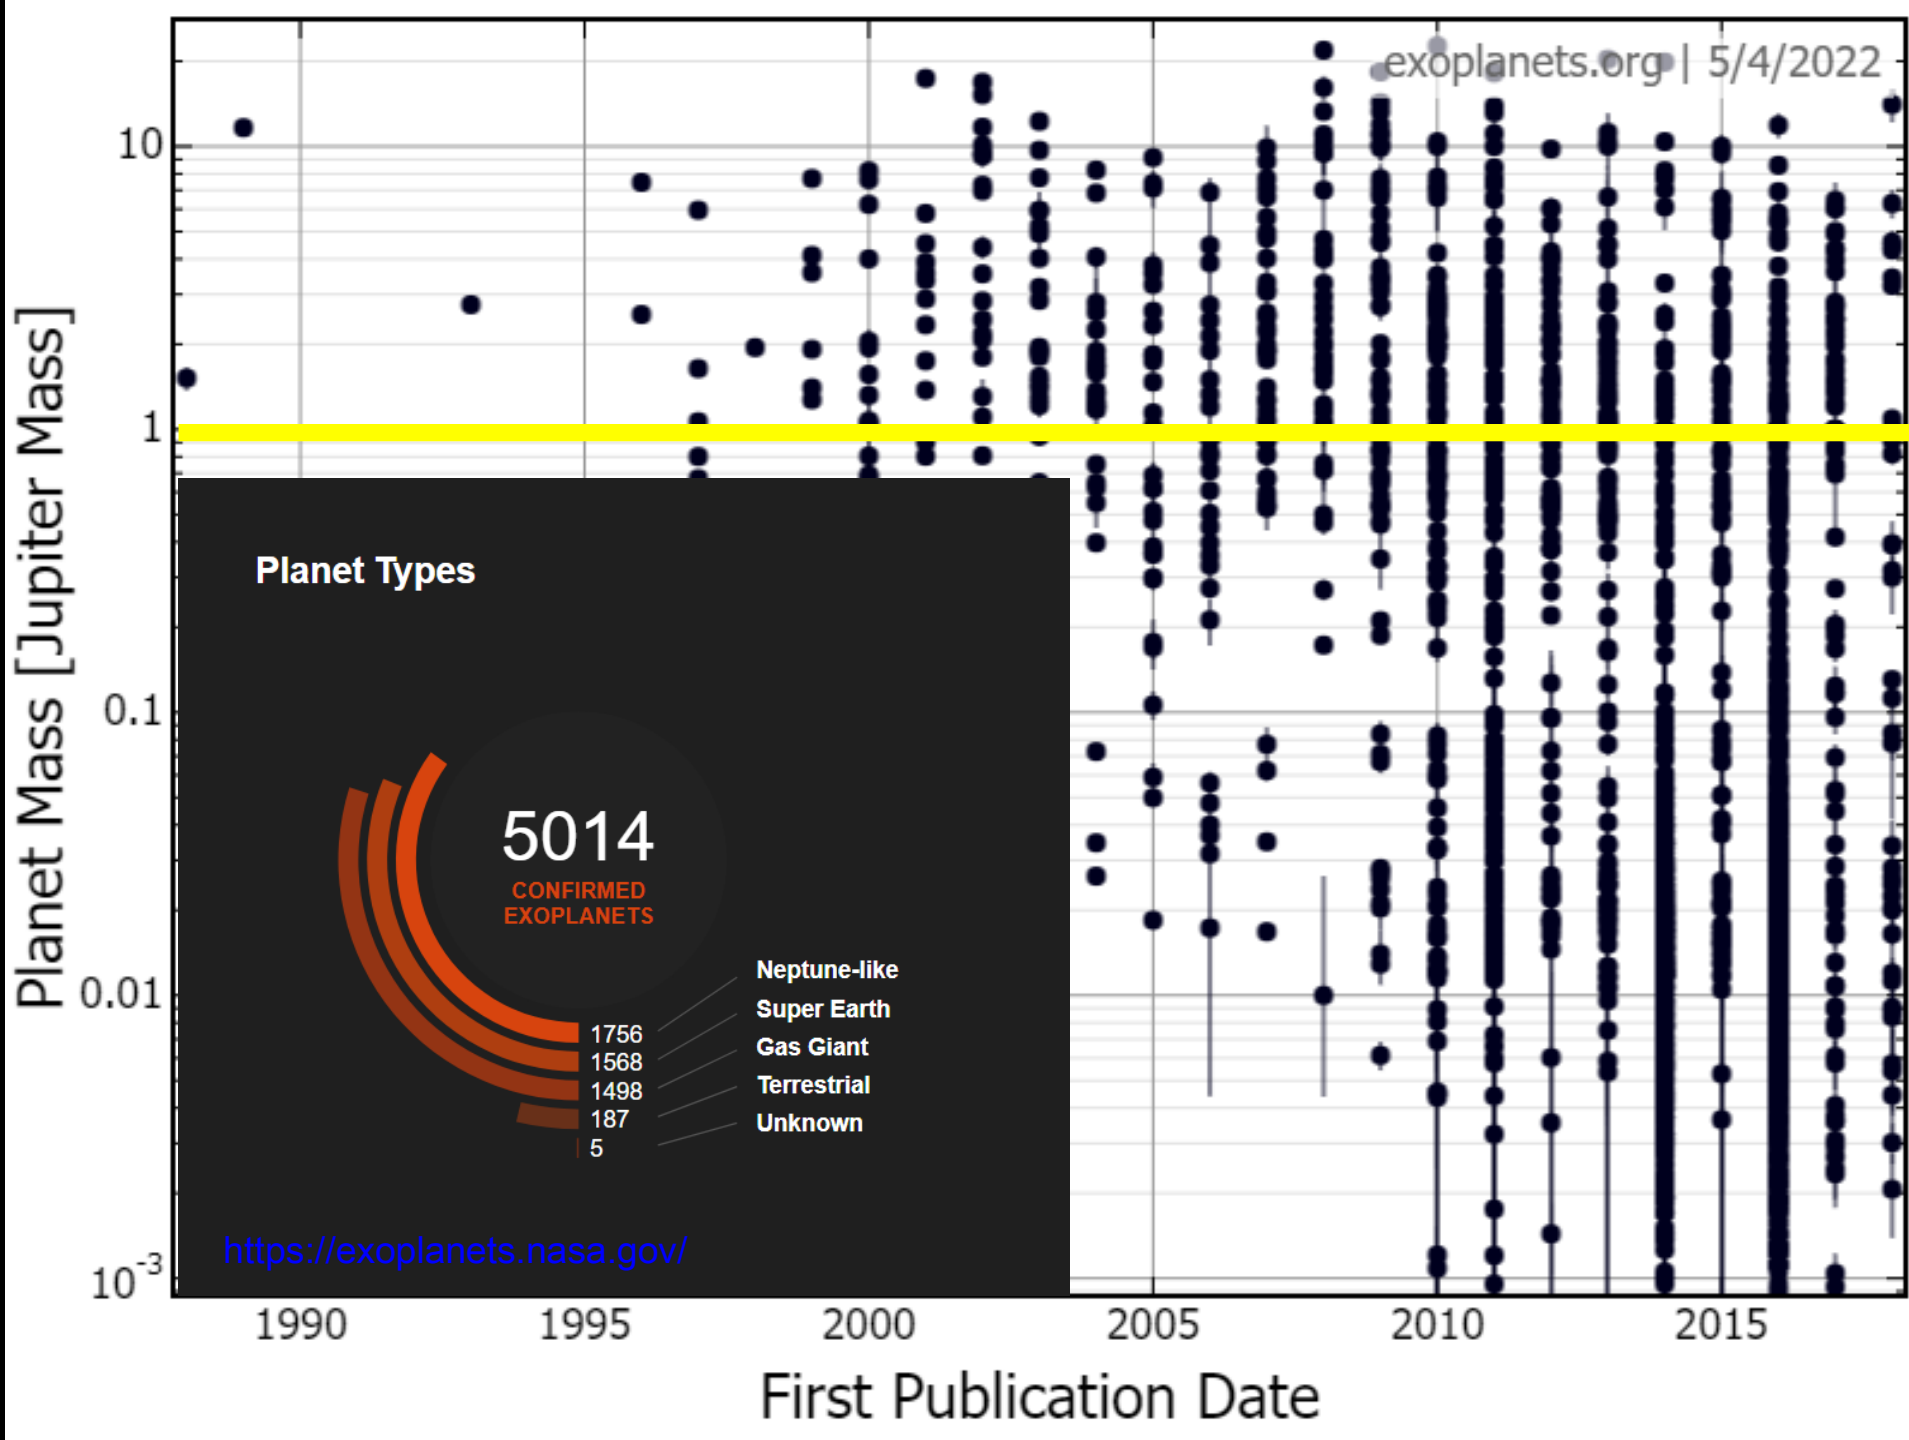 exoplanets.org | 5/4/2022
Planet Mass [Jupiter Mass]
10
1
0.1
0.01
10⁻³
Planet Types
5014
CONFIRMED
EXOPLANETS
1756
1568
1498
187
5
Neptune-like
Super Earth
Gas Giant
Terrestrial
Unknown
https://exoplanets.nasa.gov/
1990 1995 2000 2005 2010 2015
First Publication Date